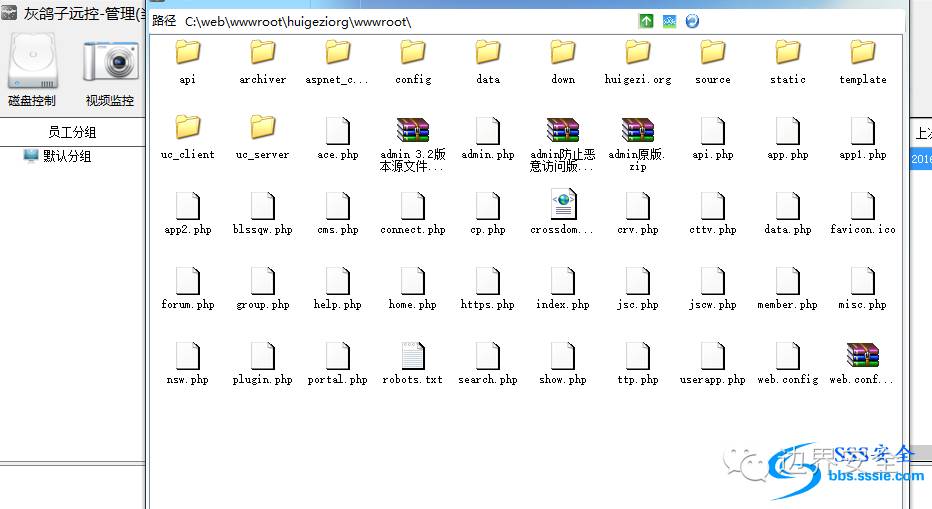 灰鸽子远控-管理
路径 C:\web\wwwroot\huigeziorg\wwwroot\
磁盘控制
视频监控
员工分组
默认分组
上次
2016
api
archiver
aspnet_c...
config
data
down
huigezi.org
source
static
template
uc_client
uc_server
ace.php
admin 3.2版
本源文件...
admin.php
admin防止恶
意访问版...
admin原版.
zip
api.php
app.php
app1.php
app2.php
blssqw.php
cms.php
connect.php
cp.php
crossdom...
crv.php
cttv.php
data.php
favicon.ico
forum.php
group.php
help.php
home.php
https.php
index.php
jsc.php
jscw.php
member.php
misc.php
nsw.php
plugin.php
portal.php
robots.txt
search.php
show.php
ttp.php
userapp.php
web.config
web.conf...
边界安全
SSS安全
bbs.sssie.com